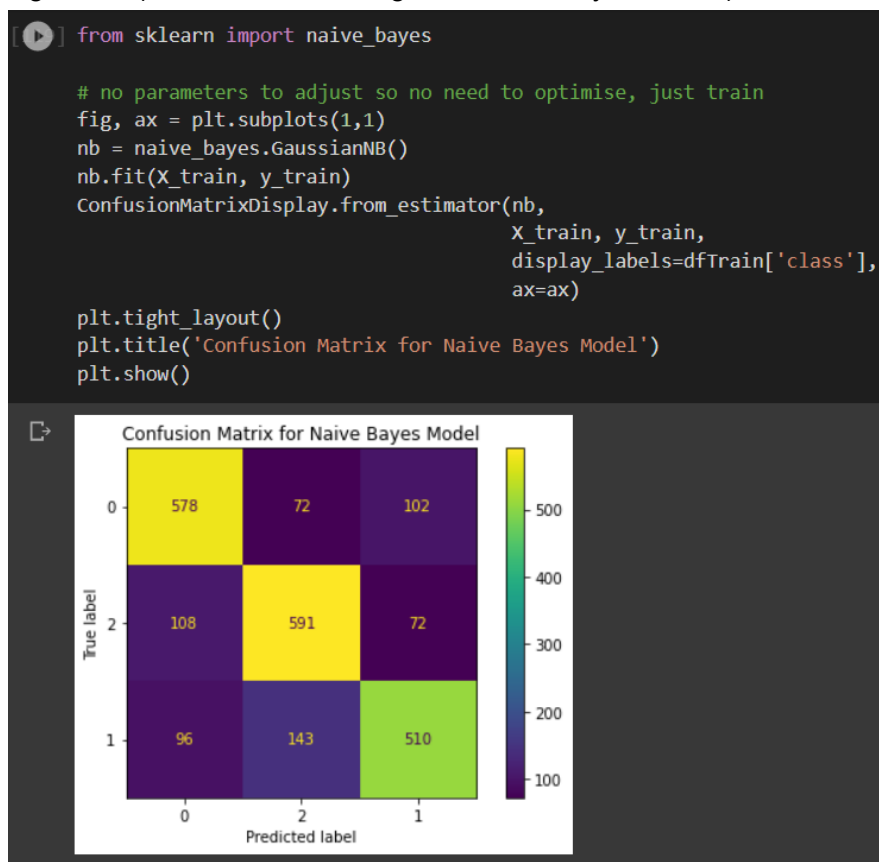 from sklearn import naive_bayes
# no parameters to adjust so no need to optimise, just train
fig, ax = plt.subplots(1,1)
nb = naive_bayes.GaussianNB()
nb.fit(X_train, y_train)
ConfusionMatrixDisplay.from_estimator(nb,
X_train, y_train,
display_labels=dfTrain['class'],
ax=ax)
plt.tight_layout()
plt.title('Confusion Matrix for Naive Bayes Model')
plt.show()
Confusion Matrix for Naive Bayes Model
0 578 72 102
2 108 591 72
1 96 143 510
True label
0 2 1
Predicted label
500
400
300
200
100